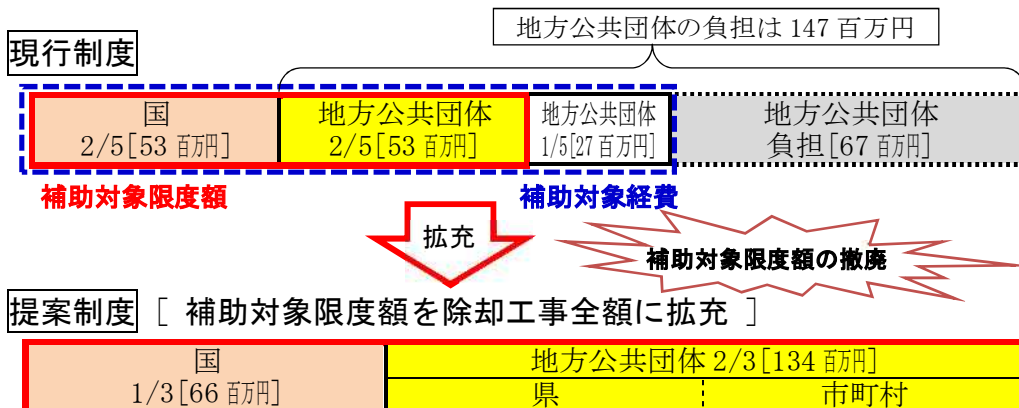 地方公共団体の負担は 147 百万円
現行制度
国
2/5[53 百万円]
地方公共団体
2/5[53 百万円]
地方公共団体
1/5[27 百万円]
地方公共団体
負担[67 百万円]
補助対象限度額
補助対象経費
拡充
補助対象限度額の撤廃
提案制度 [ 補助対象限度額を除却工事全額に拡充 ]
国
1/3[66 百万円]
地方公共団体 2/3[134 百万円]
県
市町村